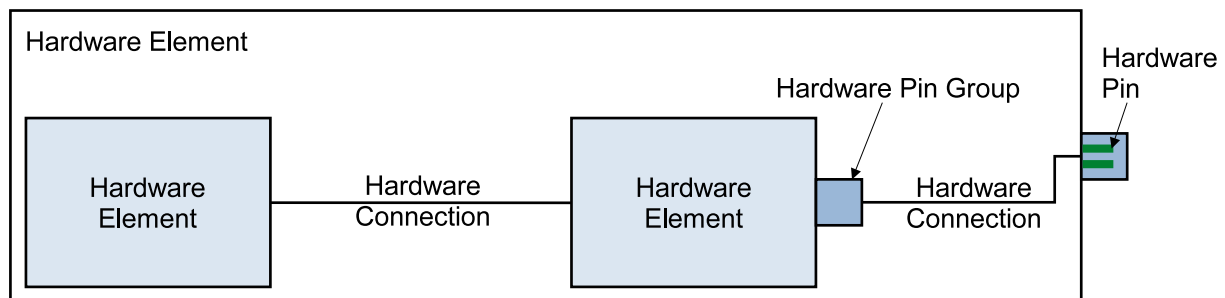 Hardware Element
Hardware
Pin
Hardware Pin Group
Hardware
Element
Hardware
Connection
Hardware
Element
Hardware
Connection